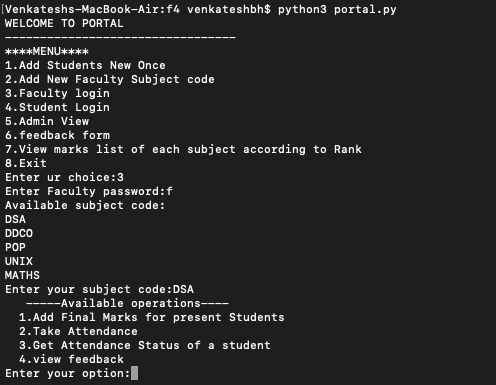 Venkateshs-MacBook-Air:f4 venkateshbh$ python3 portal.py
WELCOME TO PORTAL
---------------------------------
****MENU****
1.Add Students New Once
2.Add New Faculty Subject code
3.Faculty login
4.Student Login
5.Admin View
6.feedback form
7.View marks list of each subject according to Rank
8.Exit
Enter ur choice:3
Enter Faculty password:f
Available subject code:
DSA
DDCO
POP
UNIX
MATHS
Enter your subject code:DSA
   -----Available operations----
  1.Add Final Marks for present Students
  2.Take Attendance
  3.Get Attendance Status of a student
  4.view feedback
Enter your option: